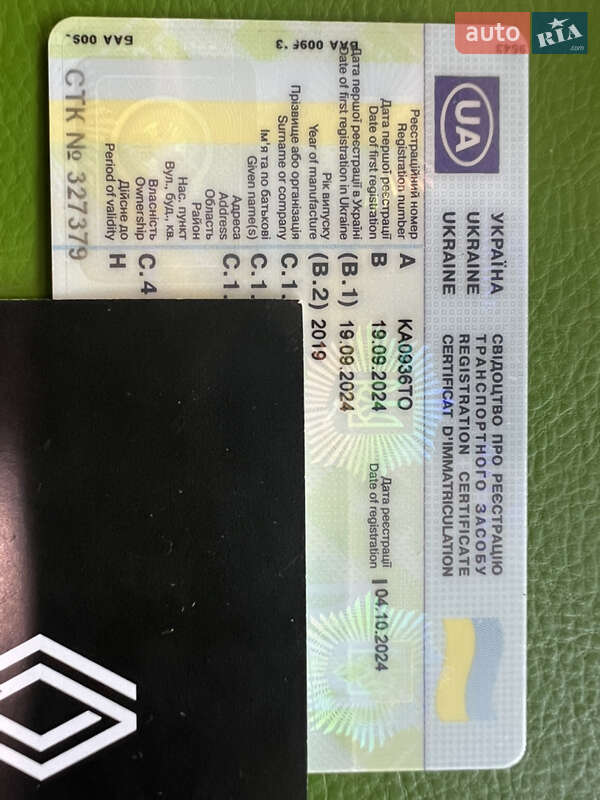 auto RIA.com
УКРАЇНА СВІДОЦТВО ПРО РЕЄСТРАЦІЮ
UKRAINE ТРАНСПОРТНОГО ЗАСОБУ
UKRAINE REGISTRATION CERTIFICATE
CERTIFICAT D'IMMATRICULATION
UA
Реєстраційний номер
Registration number A KA0936TO
Дата першої реєстрації
Date of first registration B 19.09.2024
Дата реєстрації
Date of registration I 04.10.2024
Дата першої реєстрації в Україні
Date of first registration in Ukraine (B.1) 19.09.2024
Рік випуску
Year of manufacture (B.2) 2019
Прізвище або організація
Surname or company C.1.
Ім'я та по батькові
Given name(s) C.1.
Адреса
Address C.1.
Область
Район
Нас. пункт
Вул., буд., кв.
Власність
Ownership C.4
Дійсне до
Period of validity H
СТК № 327379